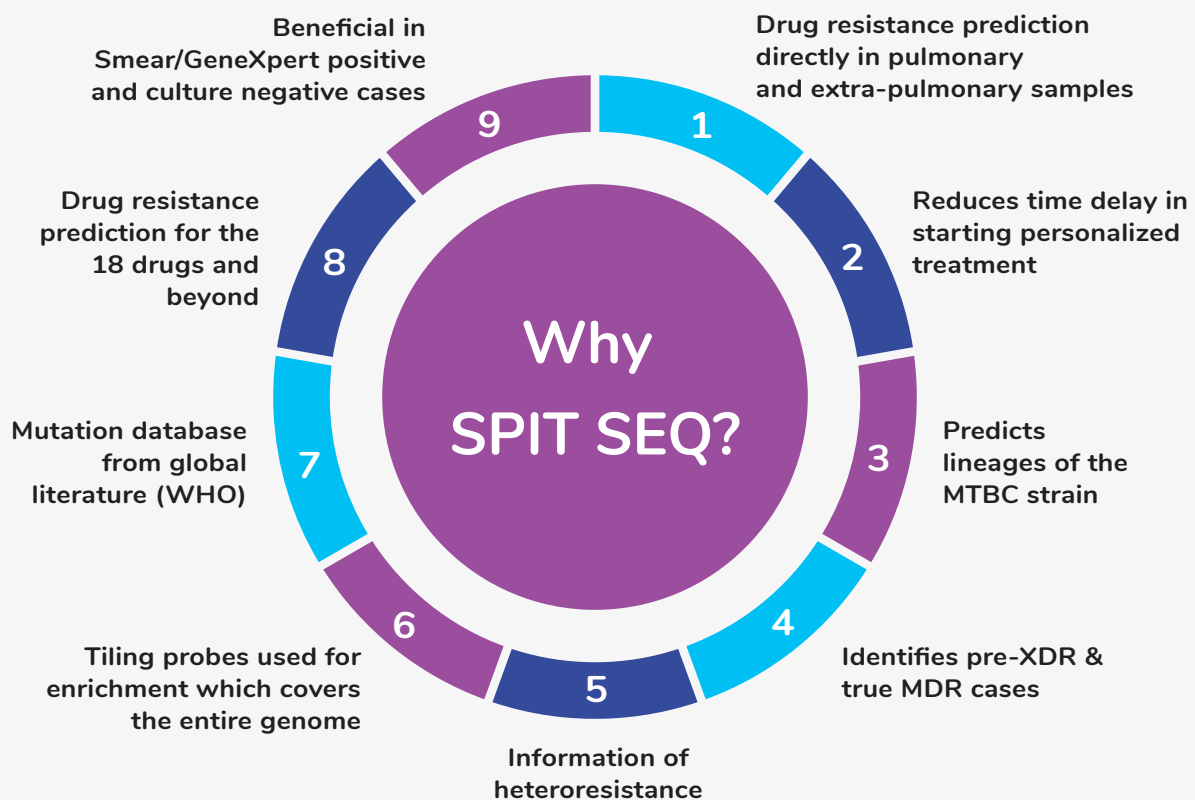 Why
SPIT SEQ?
1
Drug resistance prediction
directly in pulmonary
and extra-pulmonary samples
2
Reduces time delay in
starting personalized
treatment
3
Predicts
lineages of the
MTBC strain
4
Identifies pre-XDR &
true MDR cases
5
Information of
heteroresistance
6
Tiling probes used for
enrichment which covers
the entire genome
7
Mutation database
from global
literature (WHO)
8
Drug resistance
prediction for the
18 drugs and
beyond
9
Beneficial in
Smear/GeneXpert positive
and culture negative cases